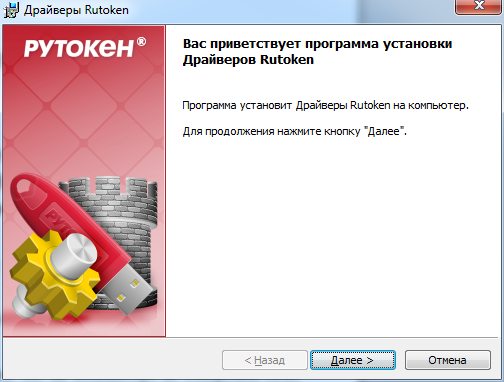 Драйверы Rutoken
РУТОКЕН®
Вас приветствует программа установки
Драйверов Rutoken
Программа установит Драйверы Rutoken на компьютер.
Для продолжения нажмите кнопку "Далее".
РУТОКЕН
< Назад
Далее >
Отмена